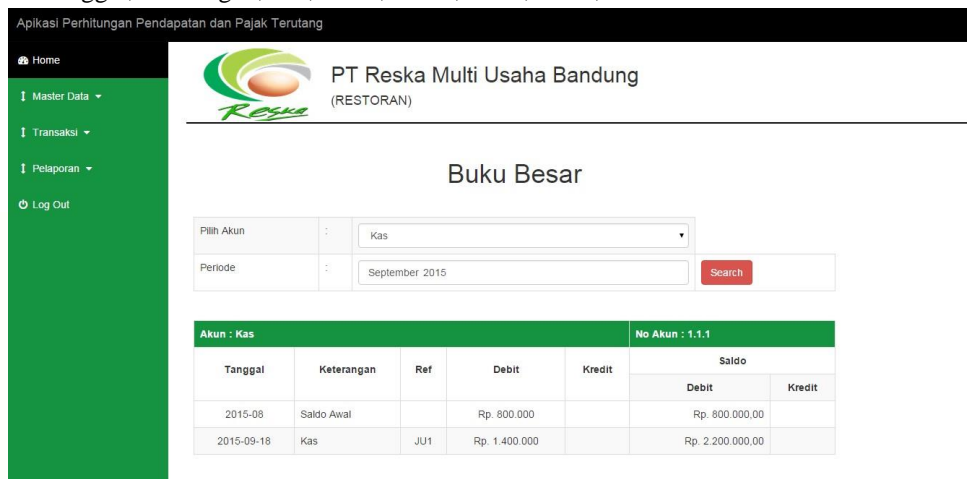 Apikasi Perhitungan Pendapatan dan Pajak Terutang
Home
Master Data
Transaksi
Pelaporan
Log Out
Reska
PT Reska Multi Usaha Bandung
(RESTORAN)
Buku Besar
Pilih Akun : Kas
Periode : September 2015 Search
Akun : Kas No Akun : 1.1.1
Tanggal Keterangan Ref Debit Kredit Saldo
Debit Kredit
2015-08 Saldo Awal Rp. 800.000 Rp. 800.000,00
2015-09-18 Kas JU1 Rp. 1.400.000 Rp. 2.200.000,00